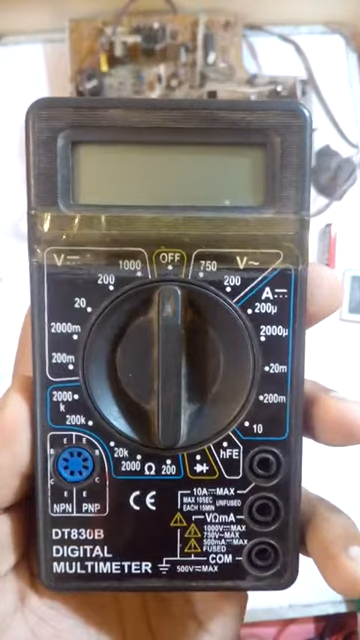 V⎓ 1000 OFF 750 V~
200 200
A⎓
20 200µ
2000m 2000µ
200m 20m
2000
k 200m
200k 10
20k hFE
2000 Ω 200
E E
B B
C C
E E
NPN PNP
CE
10A⎓MAX
MAX 10SEC UNFUSED
EACH 15MIN
VΩmA
1000V⎓MAX
750V~MAX
500mA⎓MAX
FUSED
COM
500V⎓MAX
DT830B
DIGITAL
MULTIMETER